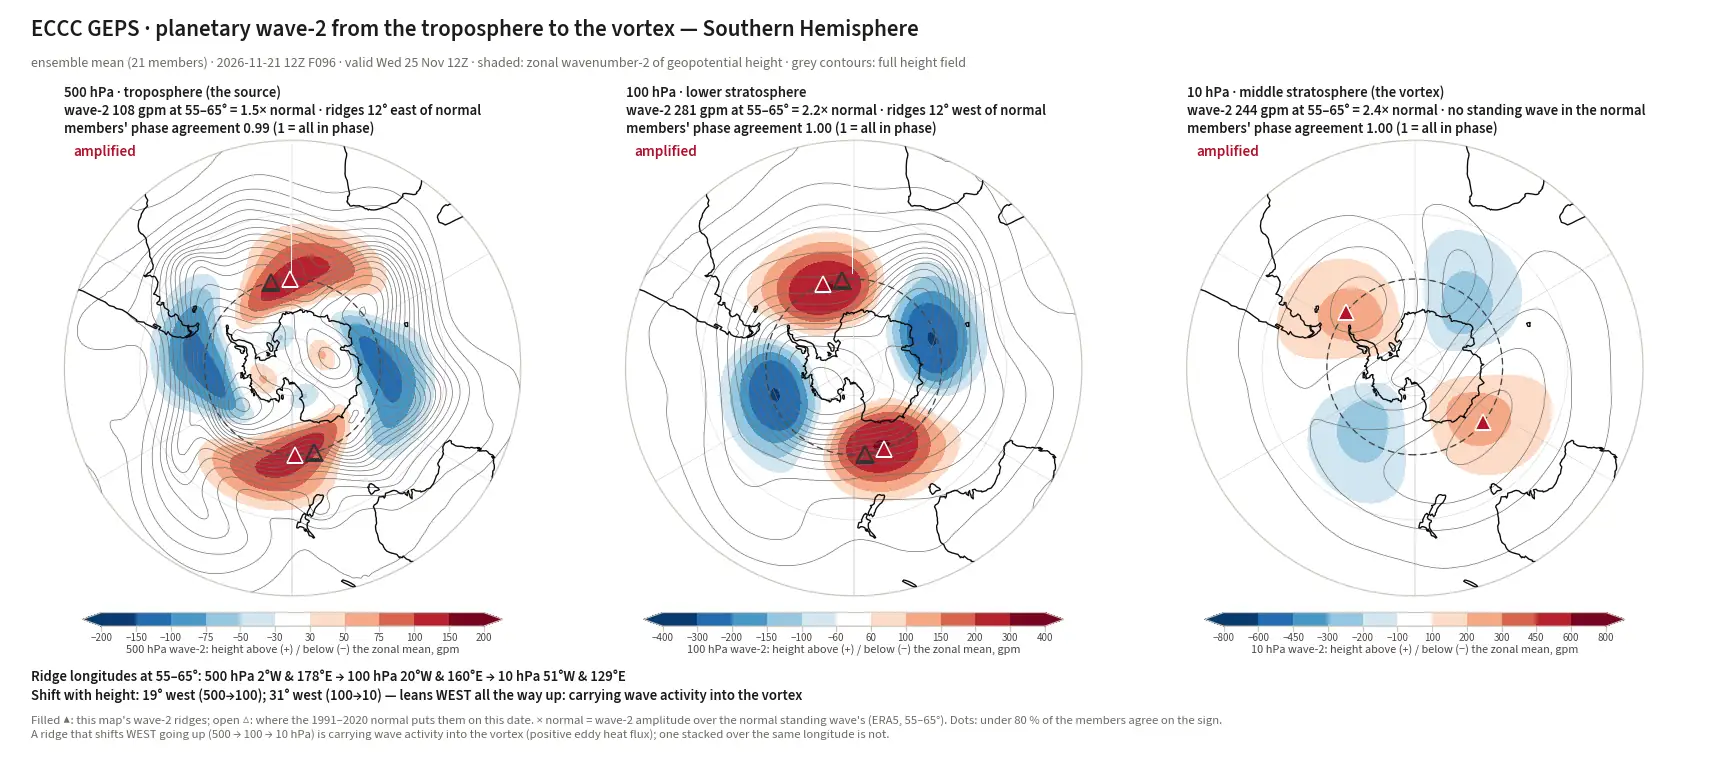 ECCC GEPS · planetary wave-2 from the troposphere to the vortex — Southern Hemisphere
ensemble mean (21 members) · 2026-11-21 12Z F096 · valid Wed 25 Nov 12Z · shaded: zonal wavenumber-2 of geopotential height · grey contours: full height field
500 hPa · troposphere (the source)
wave-2 108 gpm at 55–65° = 1.5× normal · ridges 12° east of normal
members' phase agreement 0.99 (1 = all in phase)
amplified
100 hPa · lower stratosphere
wave-2 281 gpm at 55–65° = 2.2× normal · ridges 12° west of normal
members' phase agreement 1.00 (1 = all in phase)
amplified
10 hPa · middle stratosphere (the vortex)
wave-2 244 gpm at 55–65° = 2.4× normal · no standing wave in the normal
members' phase agreement 1.00 (1 = all in phase)
amplified
−200 −150 −100 −75 −50 −30 30 50 75 100 150 200
500 hPa wave-2: height above (+) / below (−) the zonal mean, gpm
−400 −300 −200 −150 −100 −60 60 100 150 200 300 400
100 hPa wave-2: height above (+) / below (−) the zonal mean, gpm
−800 −600 −450 −300 −200 −100 100 200 300 450 600 800
10 hPa wave-2: height above (+) / below (−) the zonal mean, gpm
Ridge longitudes at 55–65°: 500 hPa 2°W & 178°E → 100 hPa 20°W & 160°E → 10 hPa 51°W & 129°E
Shift with height: 19° west (500→100); 31° west (100→10) — leans WEST all the way up: carrying wave activity into the vortex
Filled ▲: this map's wave-2 ridges; open △: where the 1991–2020 normal puts them on this date. × normal = wave-2 amplitude over the normal standing wave's (ERA5, 55–65°). Dots: under 80 % of the members agree on the sign.
A ridge that shifts WEST going up (500 → 100 → 10 hPa) is carrying wave activity into the vortex (positive eddy heat flux); one stacked over the same longitude is not.